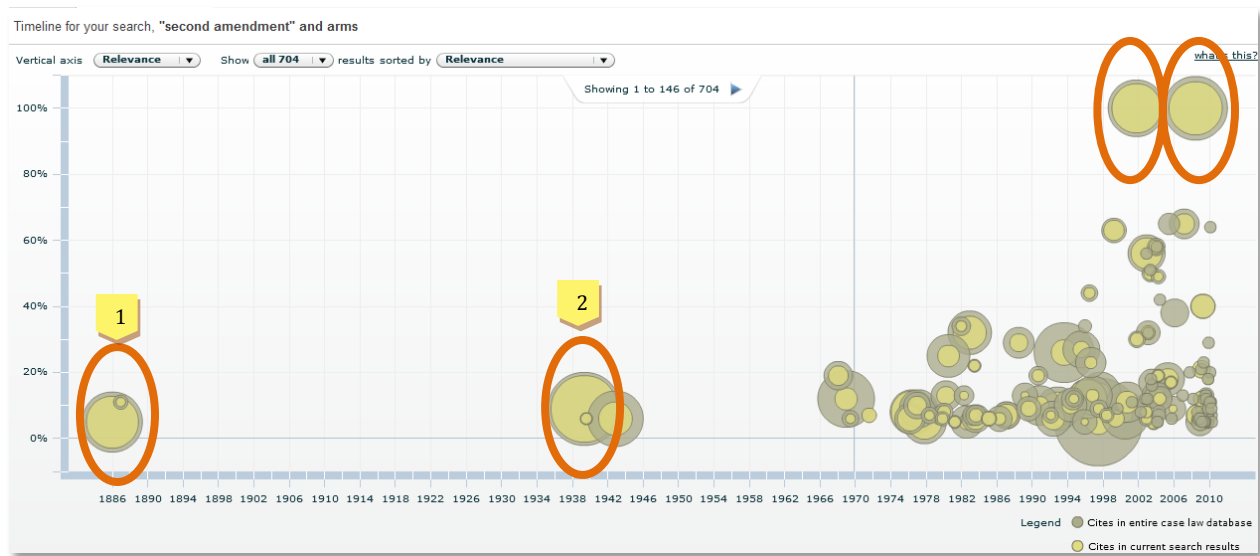 Timeline for your search, "second amendment" and arms
Vertical axis Relevance Show all 704 results sorted by Relevance what's this?
Showing 1 to 146 of 704
100%
80%
60%
40%
20%
0%
1
2
1886 1890 1894 1898 1902 1906 1910 1914 1918 1922 1926 1930 1934 1938 1942 1946 1950 1954 1958 1962 1966 1970 1974 1978 1982 1986 1990 1994 1998 2002 2006 2010
Legend Cites in entire case law database
Cites in current search results